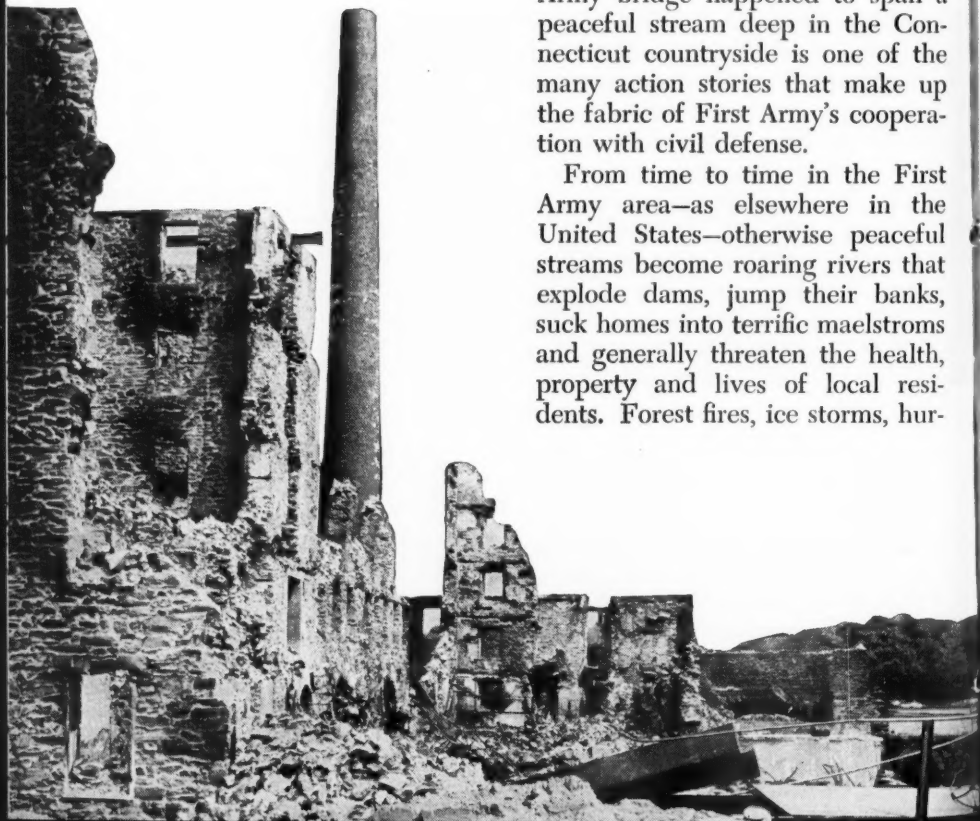 Army bridge happened to span a
peaceful stream deep in the Con-
necticut countryside is one of the
many action stories that make up
the fabric of First Army's coopera-
tion with civil defense.
From time to time in the First
Army area—as elsewhere in the
United States—otherwise peaceful
streams become roaring rivers that
explode dams, jump their banks,
suck homes into terrific maelstroms
and generally threaten the health,
property and lives of local resi-
dents. Forest fires, ice storms, hur-